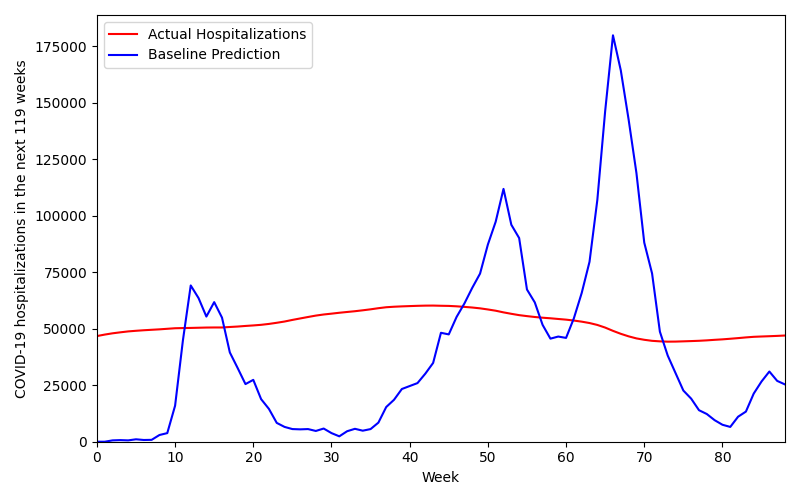 Actual Hospitalizations
Baseline Prediction
COVID-19 hospitalizations in the next 119 weeks
175000
150000
125000
100000
75000
50000
25000
0
0 10 20 30 40 50 60 70 80
Week